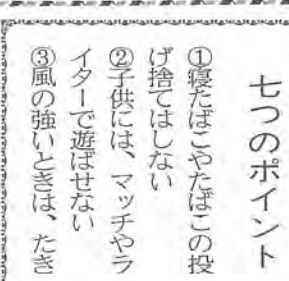 七つのポイント
①寝たばこやたばこの投
げ捨てはしない
②子供には、マッチやラ
イターで遊ばせない
③風の強いときは、たき